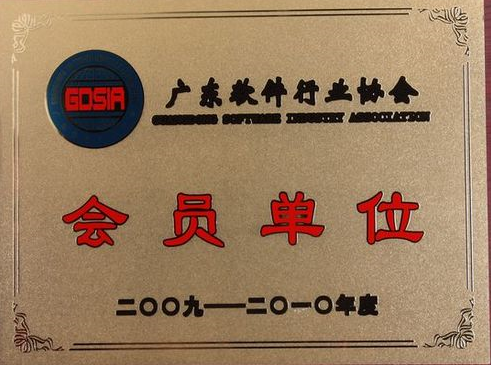 GDSIA
广东软件行业协会
GUANGDONG SOFTWARE INDUSTRY ASSOCIATION
会员单位
二〇〇九——二〇一〇年度